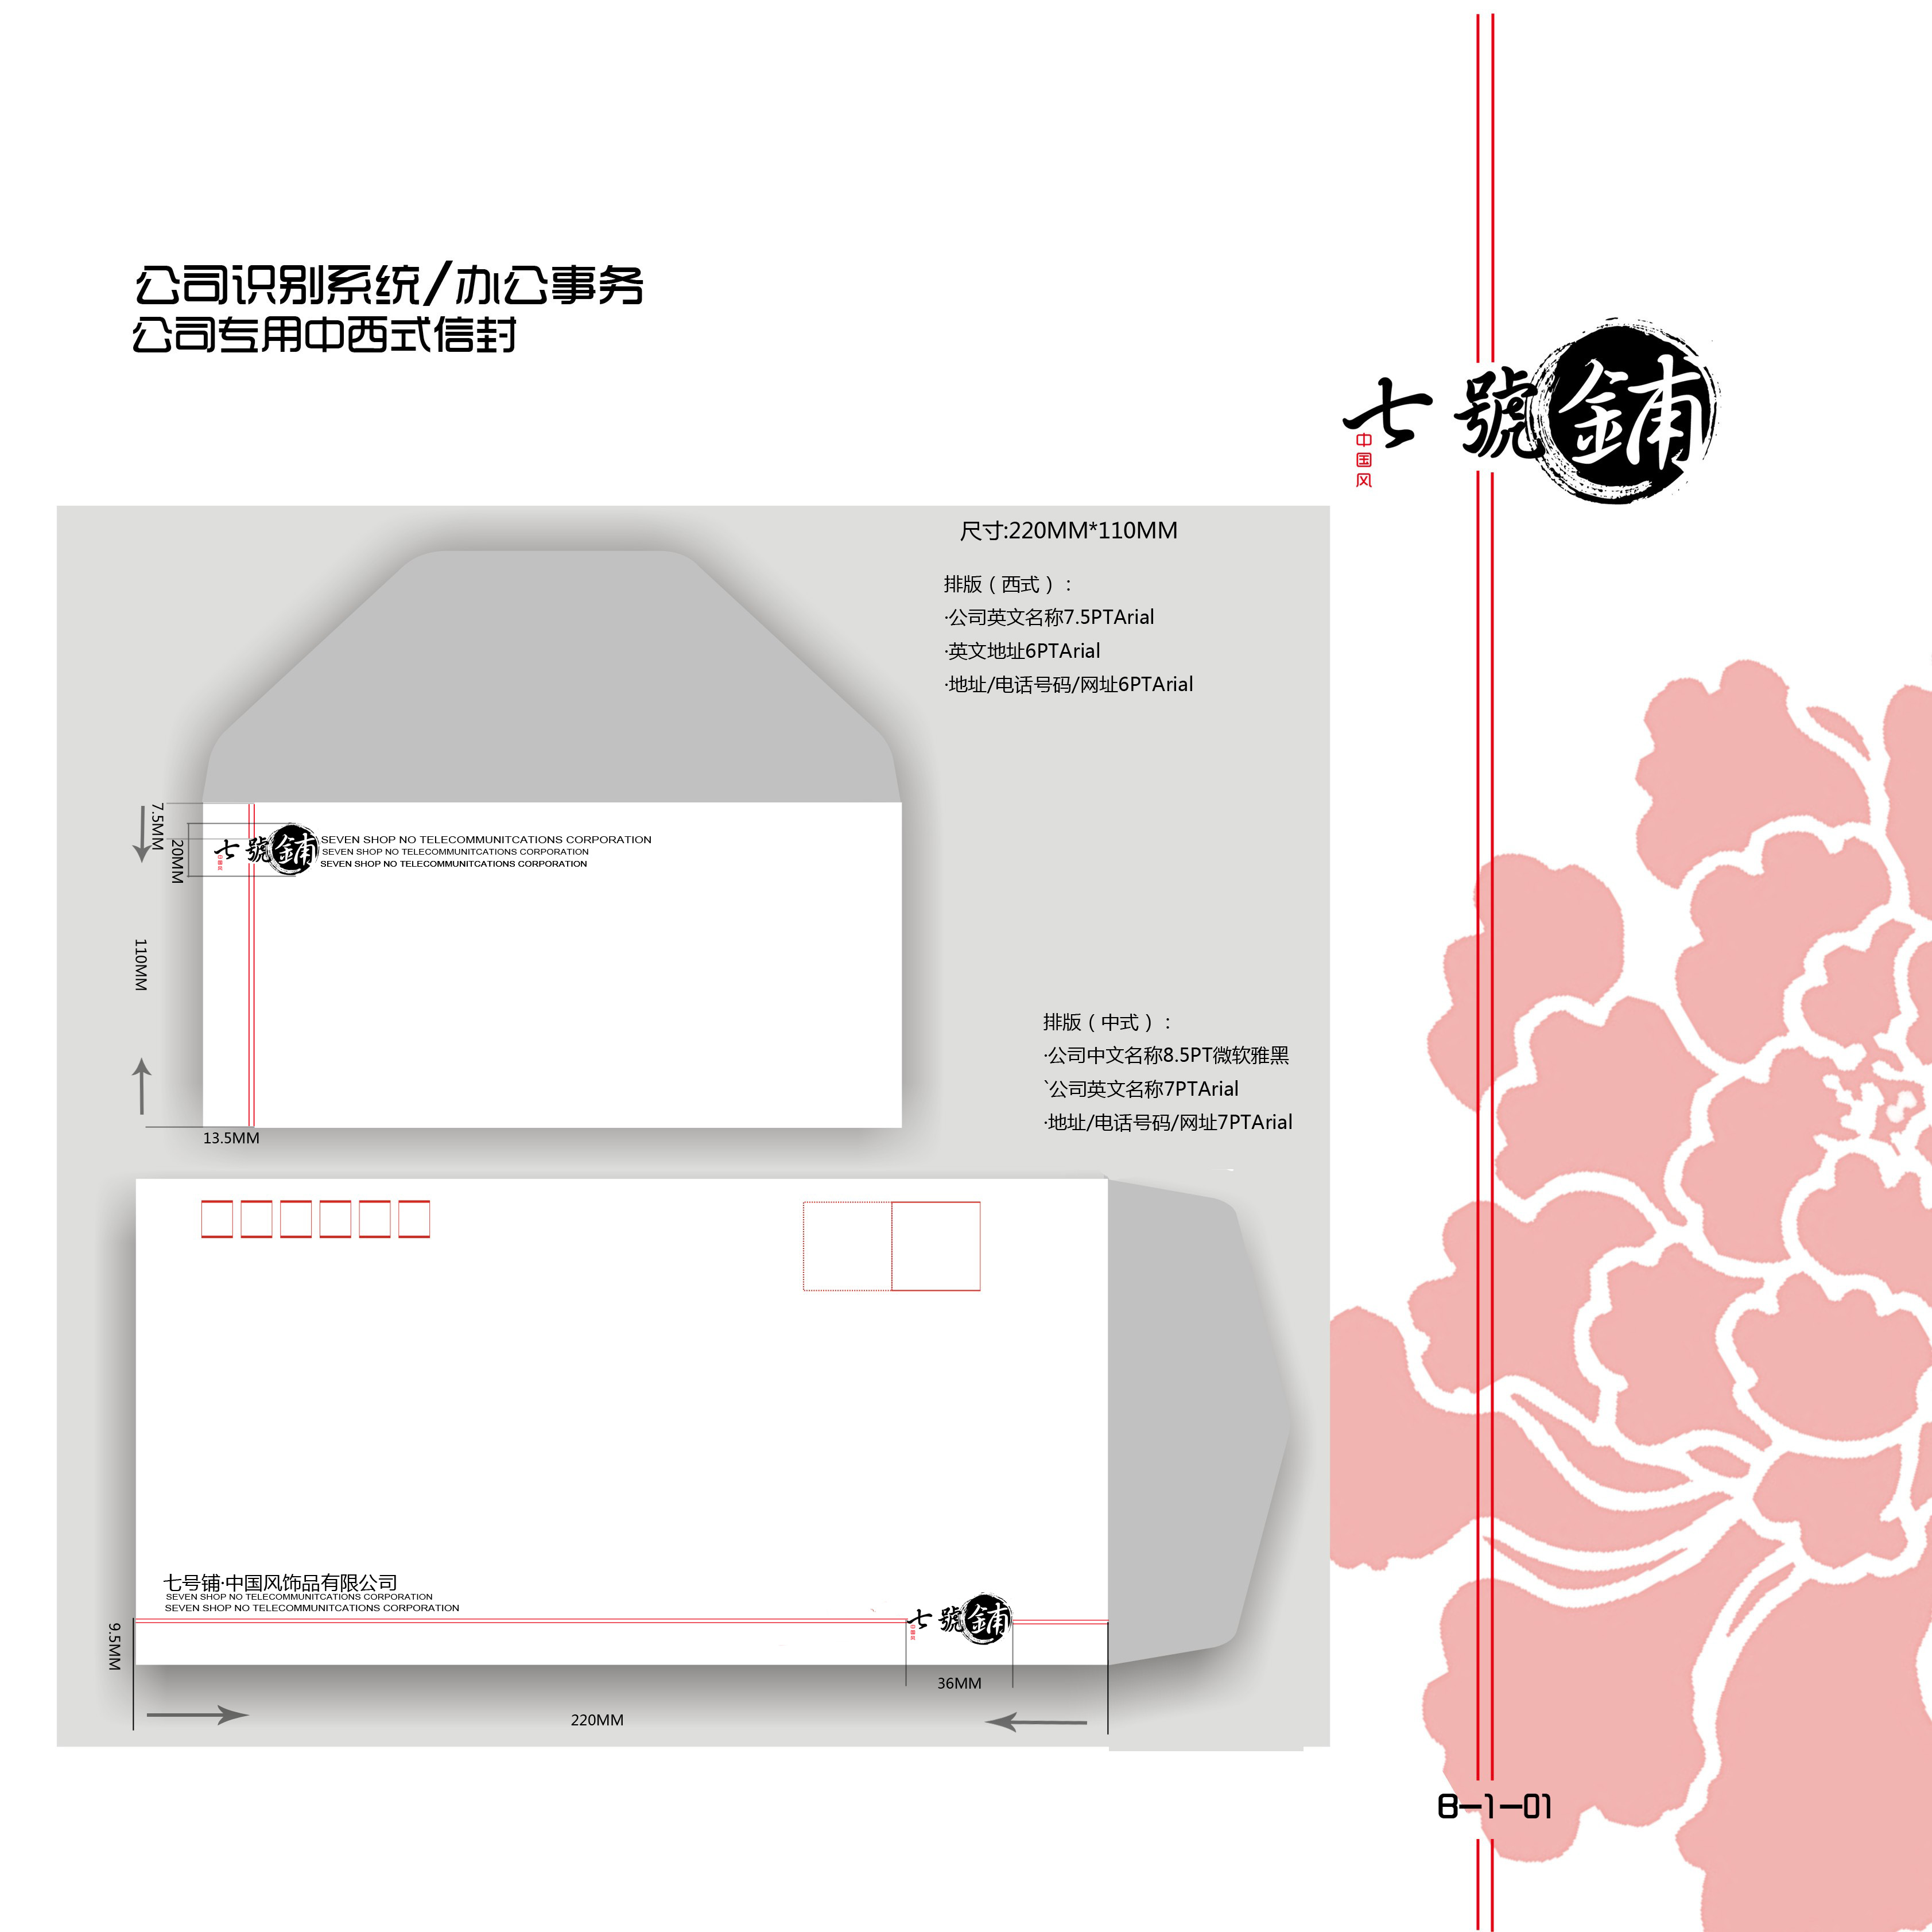 公司识别系统/办公事务
公司专用中西式信封
七號鋪
中国风
尺寸:220MM*110MM
排版（西式）：
·公司英文名称7.5PTArial
·英文地址6PTArial
·地址/电话号码/网址6PTArial
7.5MM
20MM
七號鋪
中国风
SEVEN SHOP NO TELECOMMUNITCATIONS CORPORATION
SEVEN SHOP NO TELECOMMUNITCATIONS CORPORATION
SEVEN SHOP NO TELECOMMUNITCATIONS CORPORATION
110MM
13.5MM
排版（中式）：
·公司中文名称8.5PT微软雅黑
`公司英文名称7PTArial
·地址/电话号码/网址7PTArial
七号铺·中国风饰品有限公司
SEVEN SHOP NO TELECOMMUNITCATIONS CORPORATION
SEVEN SHOP NO TELECOMMUNITCATIONS CORPORATION
七號鋪
中国风
9.5MM
36MM
220MM
B-1-01